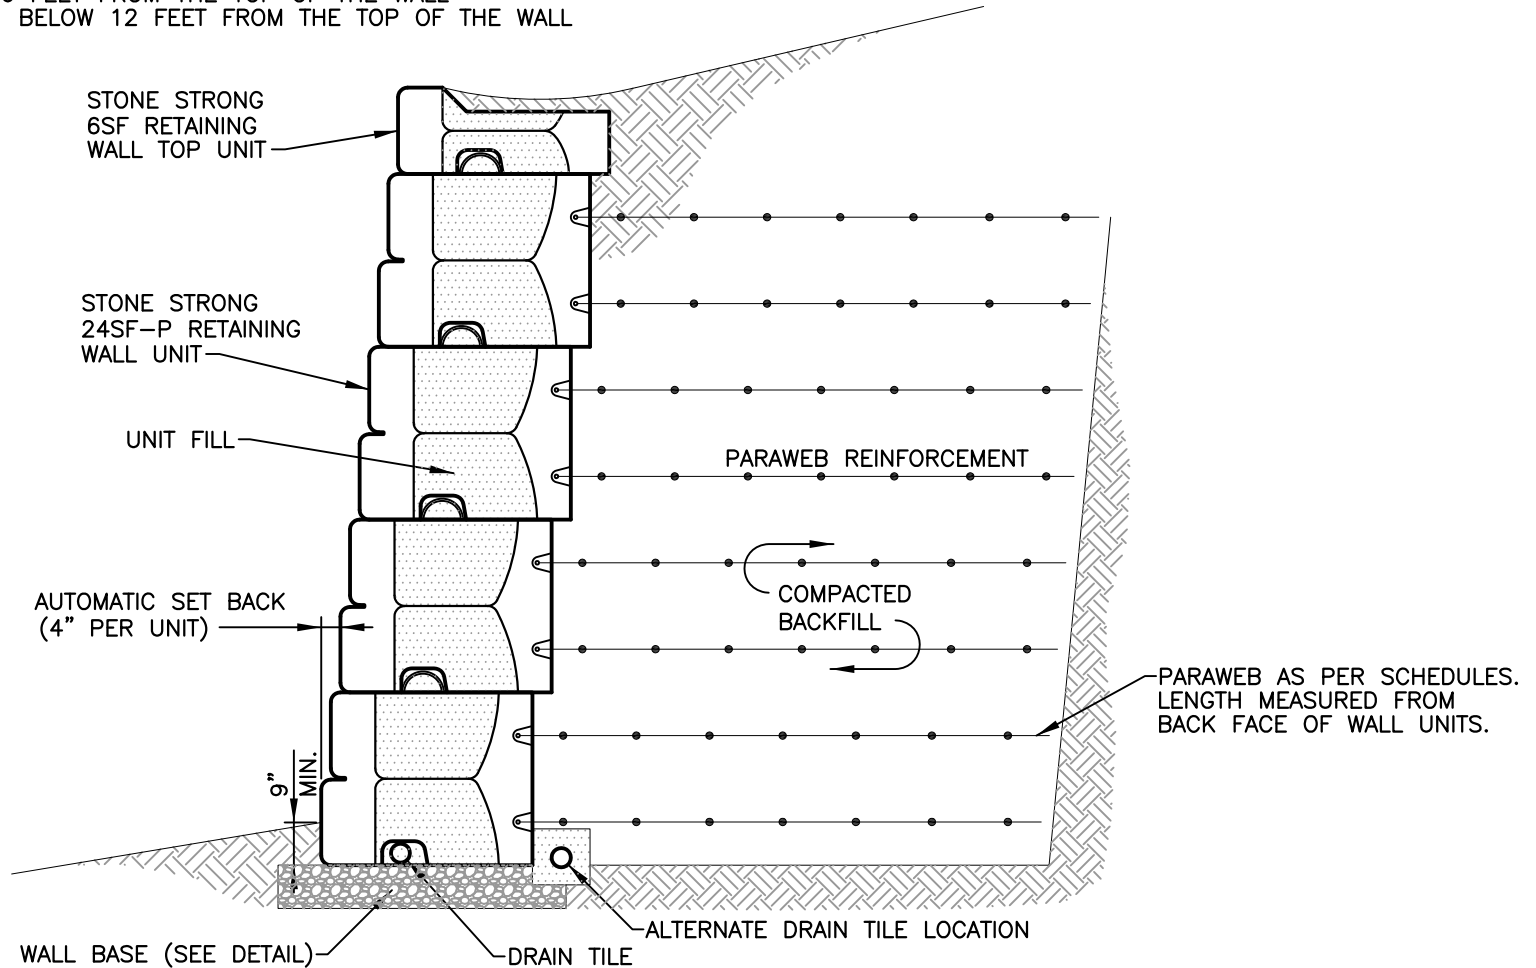 BELOW 12 FEET FROM THE TOP OF THE WALL
STONE STRONG
6SF RETAINING
WALL TOP UNIT
STONE STRONG
24SF-P RETAINING
WALL UNIT
UNIT FILL
PARAWEB REINFORCEMENT
AUTOMATIC SET BACK
(4" PER UNIT)
COMPACTED
BACKFILL
PARAWEB AS PER SCHEDULES.
LENGTH MEASURED FROM
BACK FACE OF WALL UNITS.
9"
MIN.
ALTERNATE DRAIN TILE LOCATION
WALL BASE (SEE DETAIL)
DRAIN TILE